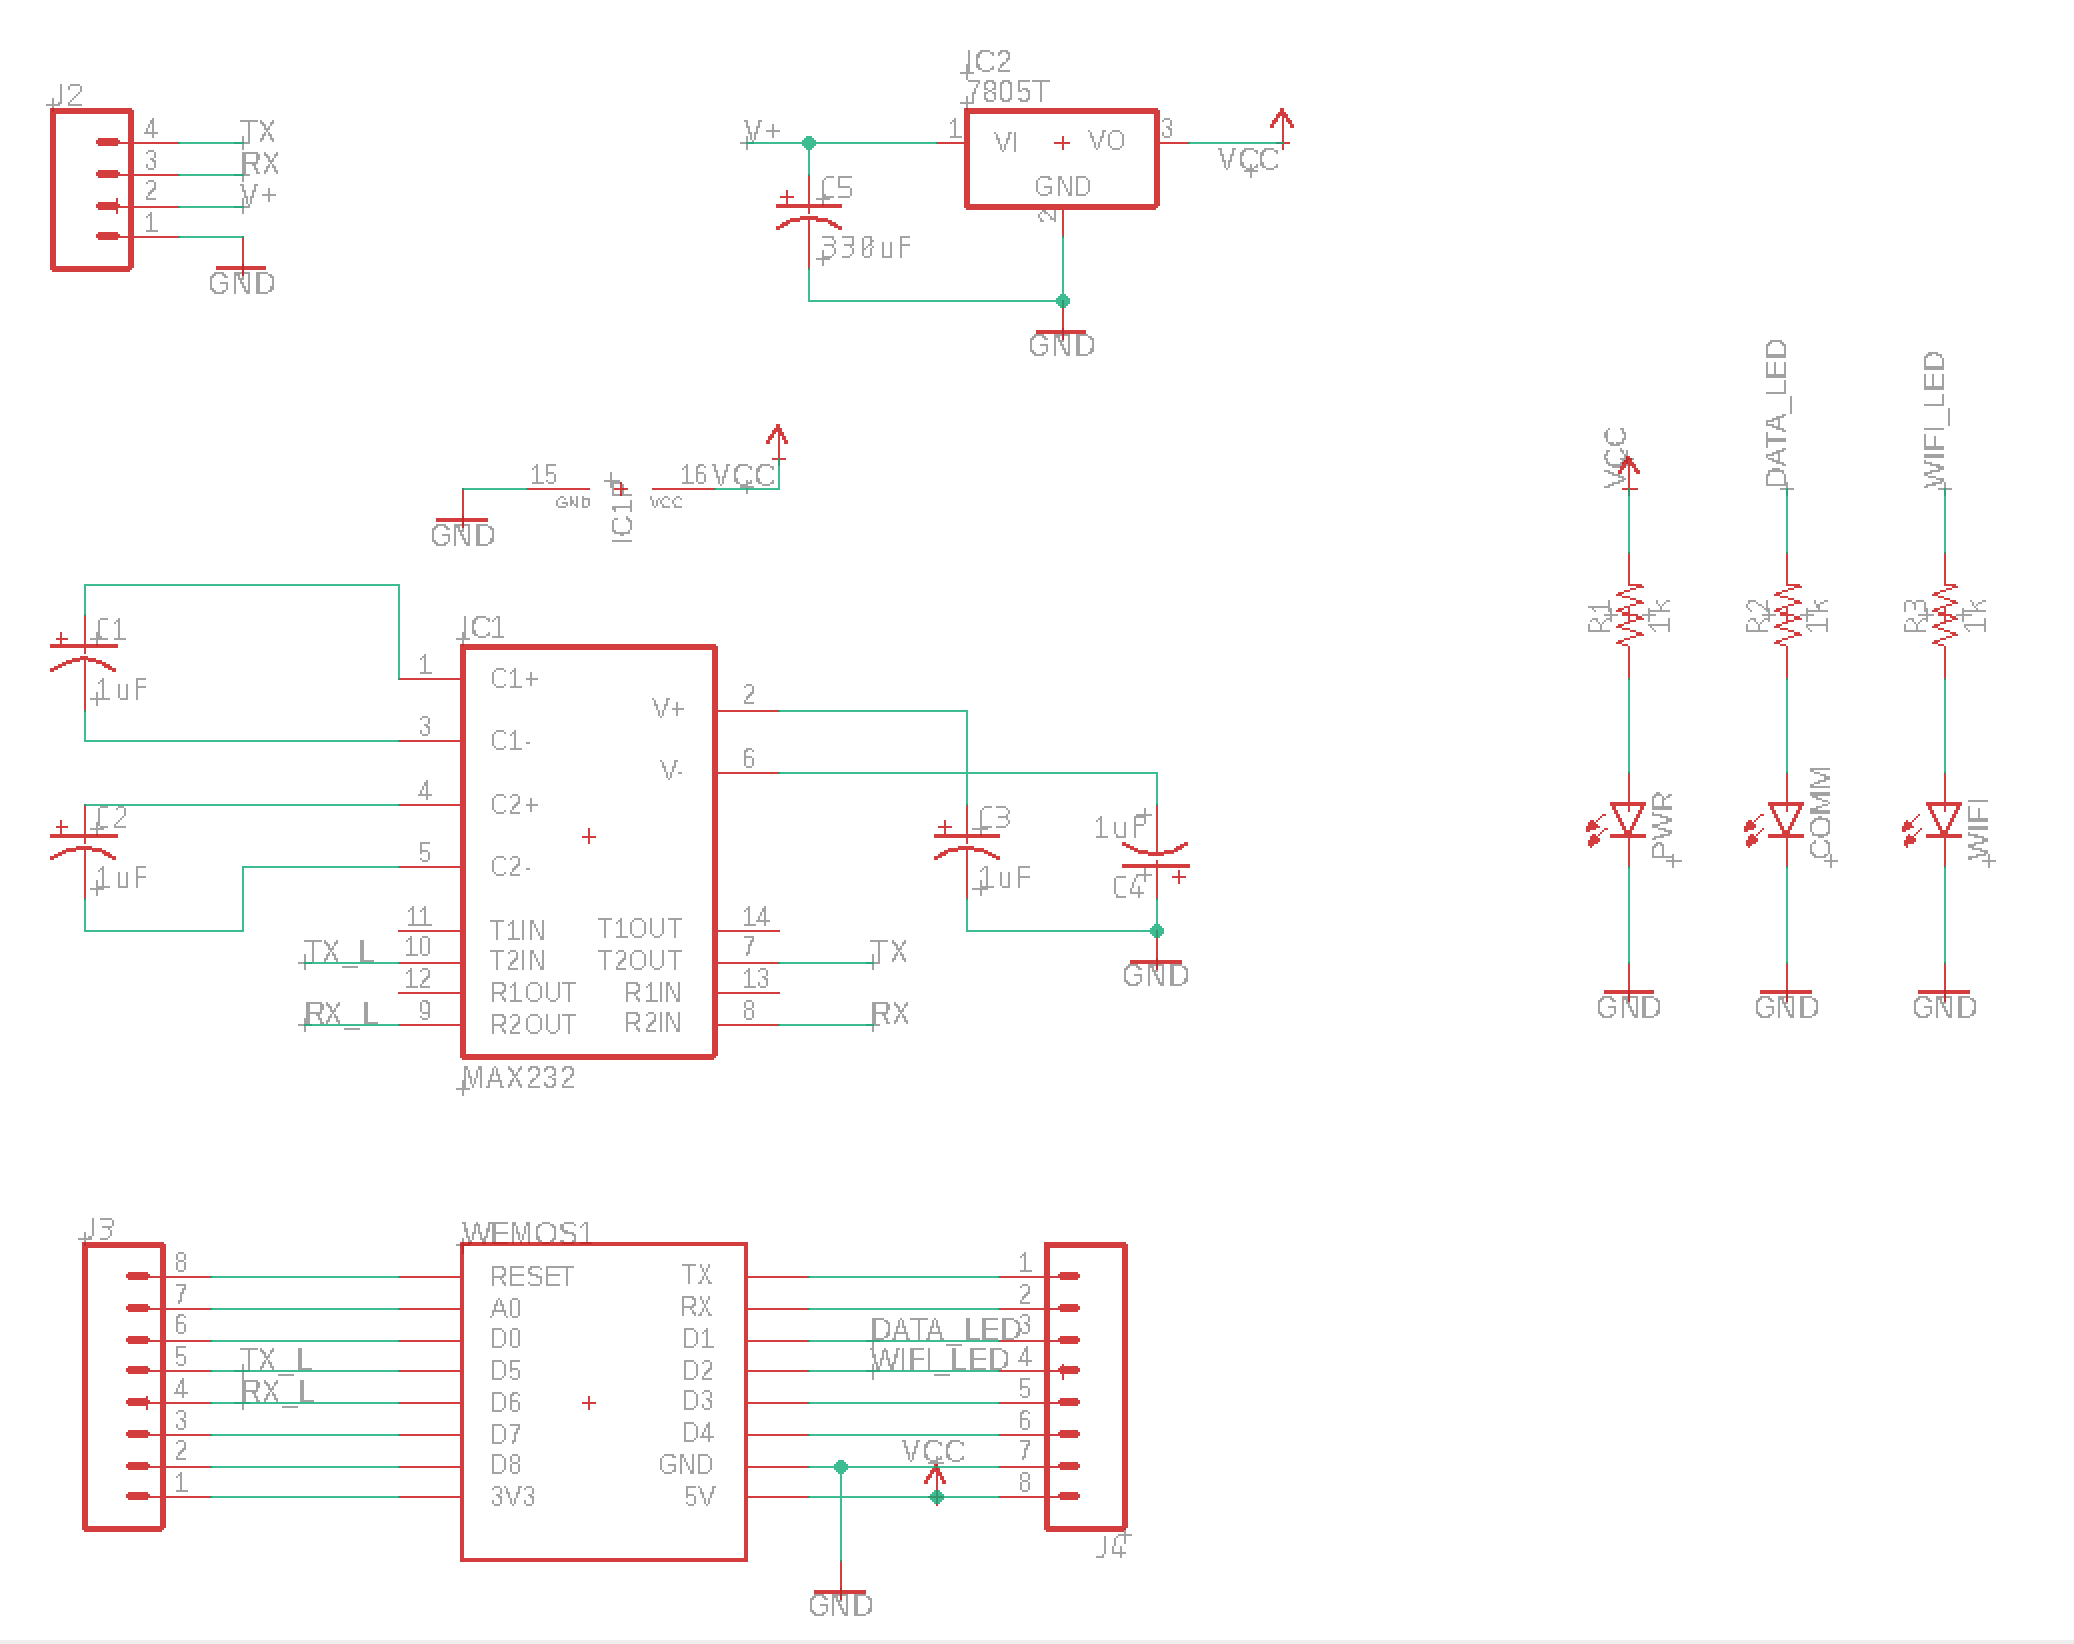 J2
4 TX
3 RX
2 V+
1
GND
IC2
7805T
V+
1 VI VO 3
VCC
GND
2
C5
330uF
GND
15 16 VCC
GND VCC
IC1P
GND
C1
1uF
C2
1uF
IC1
1 C1+
3 C1-
4 C2+
5 C2-
11 T1IN
TX_L 10 T2IN
12 R1OUT
RX_L 9 R2OUT
V+ 2
V- 6
T1OUT 14
T2OUT 7 TX
R1IN 13
R2IN 8 RX
MAX232
C3
1uF
1uF
C4
GND
VCC
R1
1k
PWR
GND
DATA_LED
R2
1k
COMM
GND
WIFI_LED
R3
1k
WIFI
GND
J3
WEMOS1
8 RESET TX 1
7 A0 RX 2
6 D0 D1 DATA_LED 3
5 TX_L D5 D2 WIFI_LED 4
4 RX_L D6 D3 5
3 D7 D4 6
VCC
2 D8 GND 7
1 3V3 5V 8
J4
GND